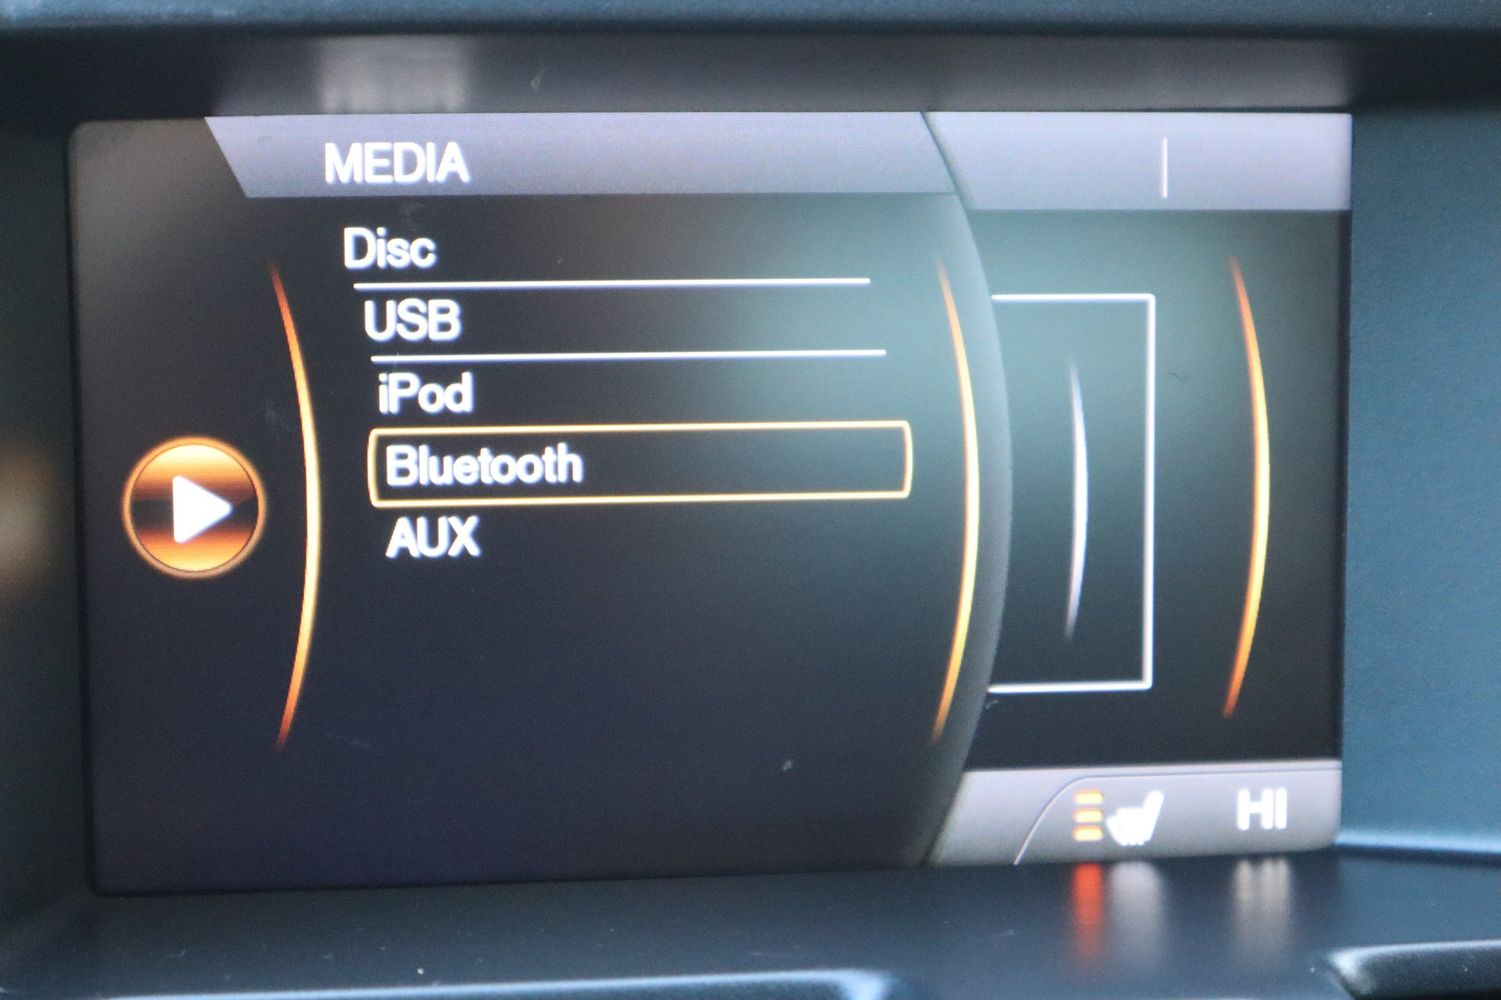 MEDIA
Disc
USB
iPod
Bluetooth
AUX
HI